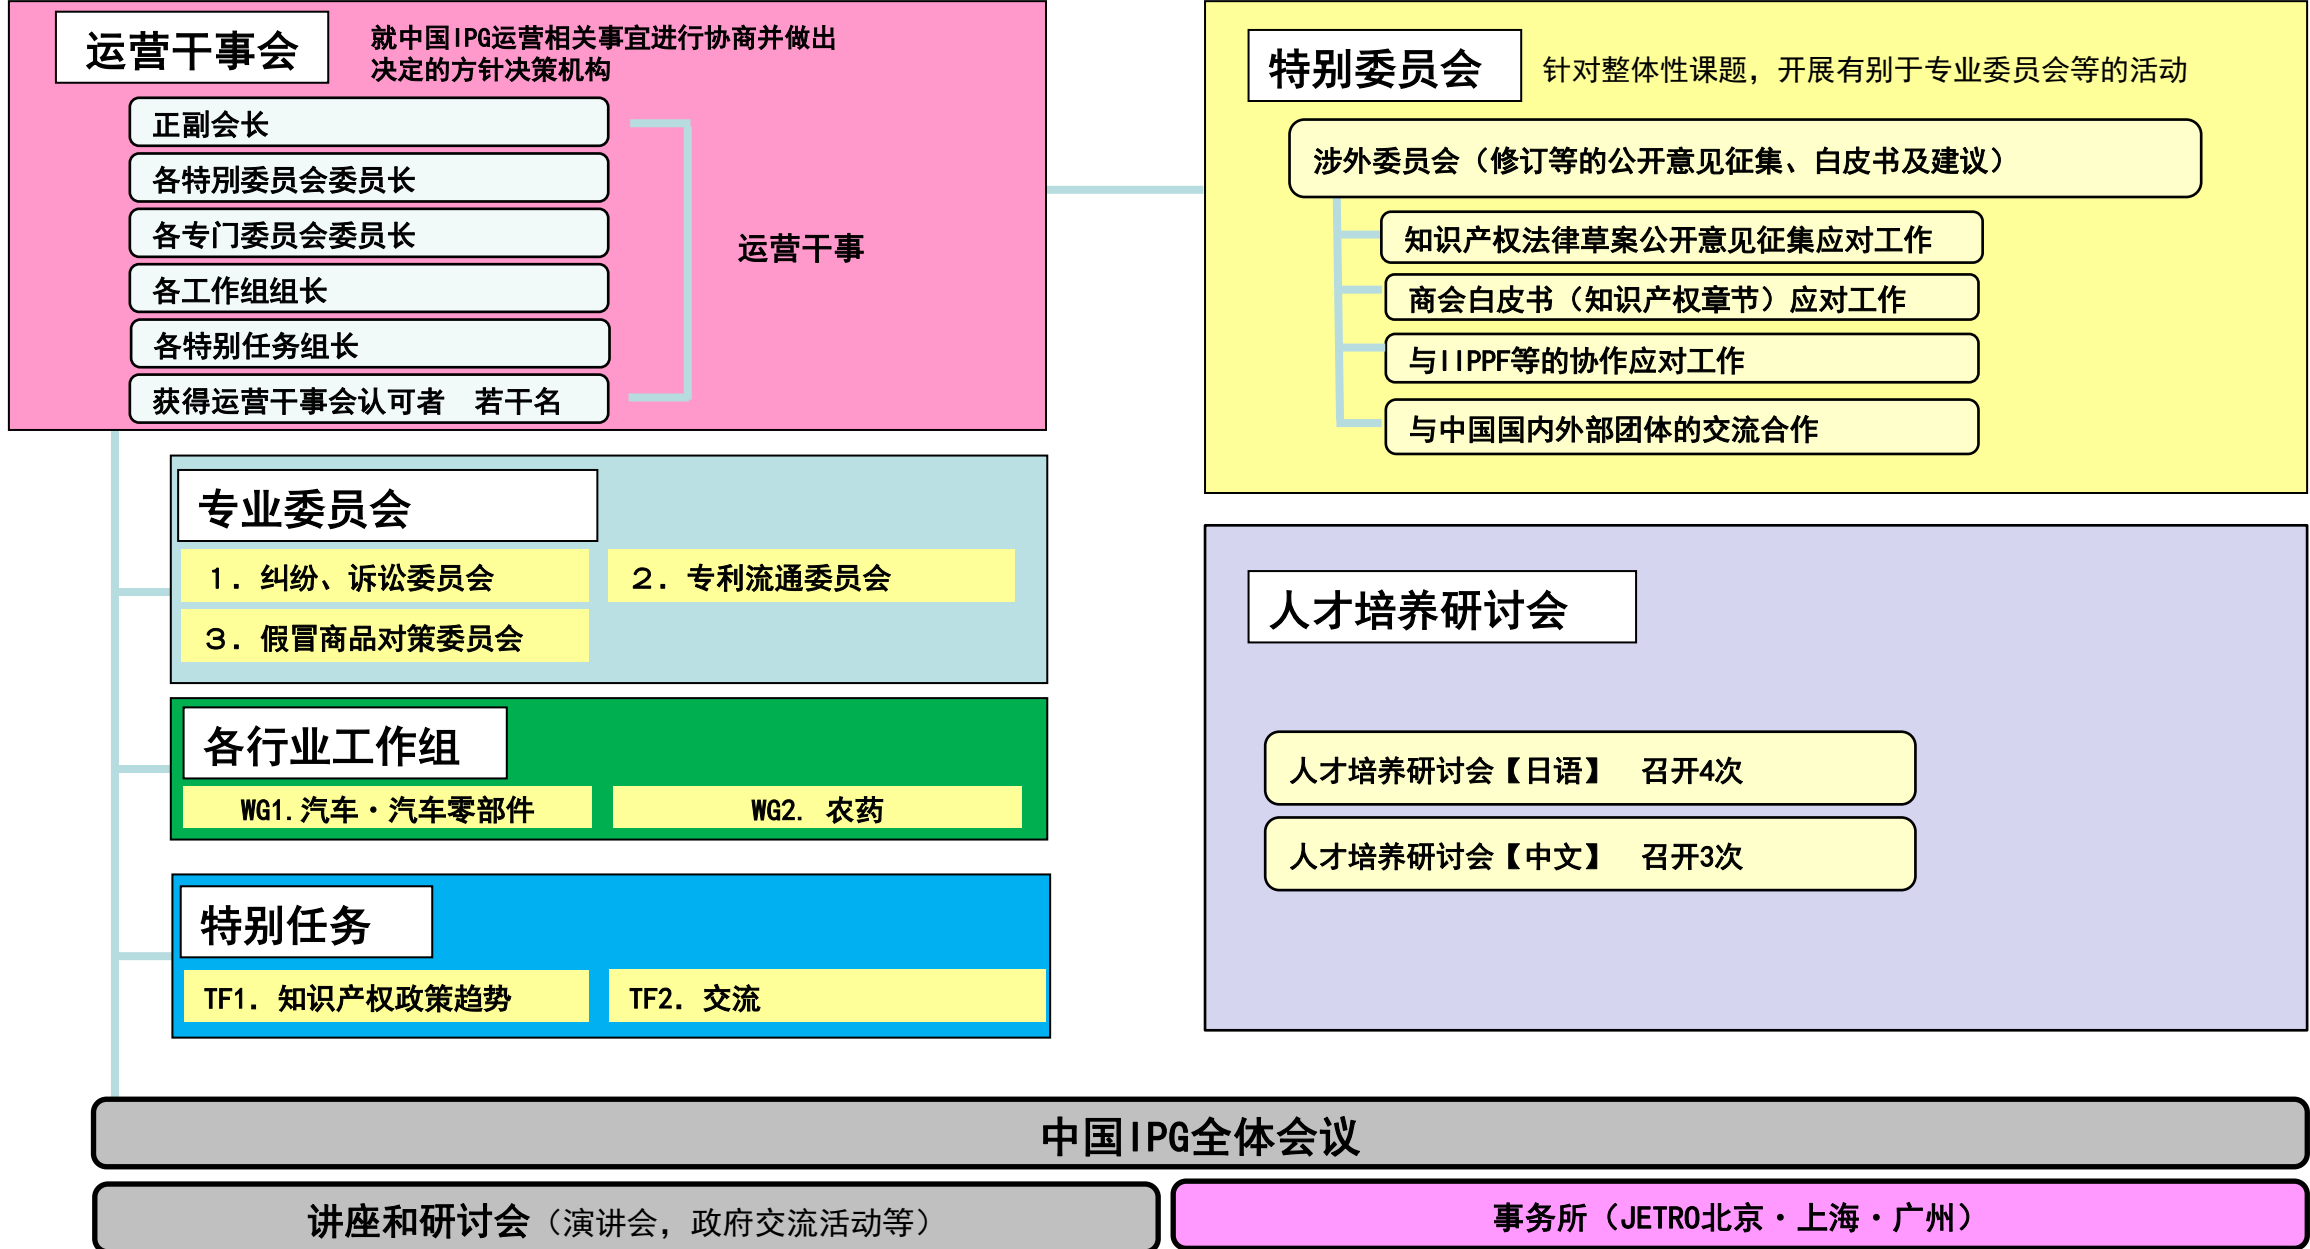 运营干事会
就中国IPG运营相关事宜进行协商并做出
决定的方针决策机构
正副会长
各特别委员会委员长
各专门委员会委员长
各工作组组长
各特别任务组长
获得运营干事会认可者　若干名
运营干事
特别委员会
针对整体性课题，开展有别于专业委员会等的活动
涉外委员会（修订等的公开意见征集、白皮书及建议）
知识产权法律草案公开意见征集应对工作
商会白皮书（知识产权章节）应对工作
与IIPPF等的协作应对工作
与中国国内外部团体的交流合作
专业委员会
１．纠纷、诉讼委员会
２．专利流通委员会
３．假冒商品对策委员会
各行业工作组
WG1.汽车・汽车零部件
WG2. 农药
特别任务
TF1．知识产权政策趋势
TF2．交流
人才培养研讨会
人才培养研讨会【日语】　召开4次
人才培养研讨会【中文】　召开3次
中国IPG全体会议
讲座和研讨会（演讲会，政府交流活动等）
事务所（JETRO北京・上海・广州）